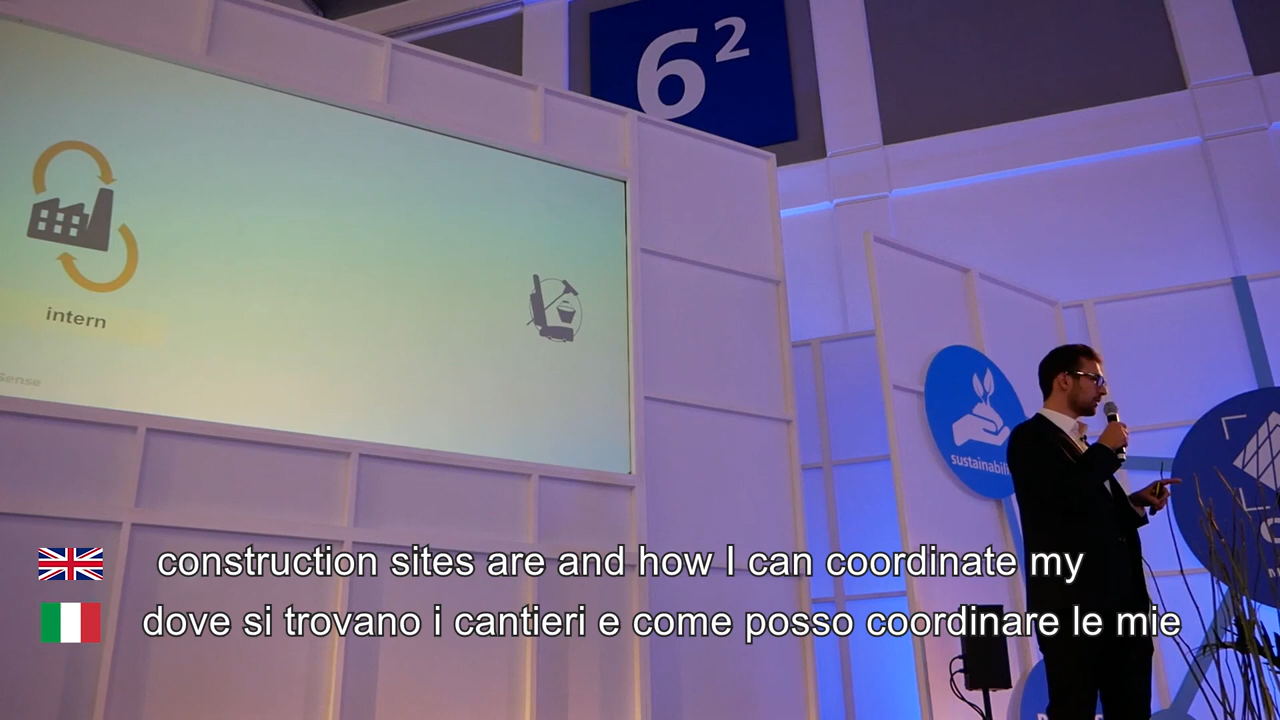 6²
intern
Sense
sustainabili
construction sites are and how I can coordinate my
dove si trovano i cantieri e come posso coordinare le mie